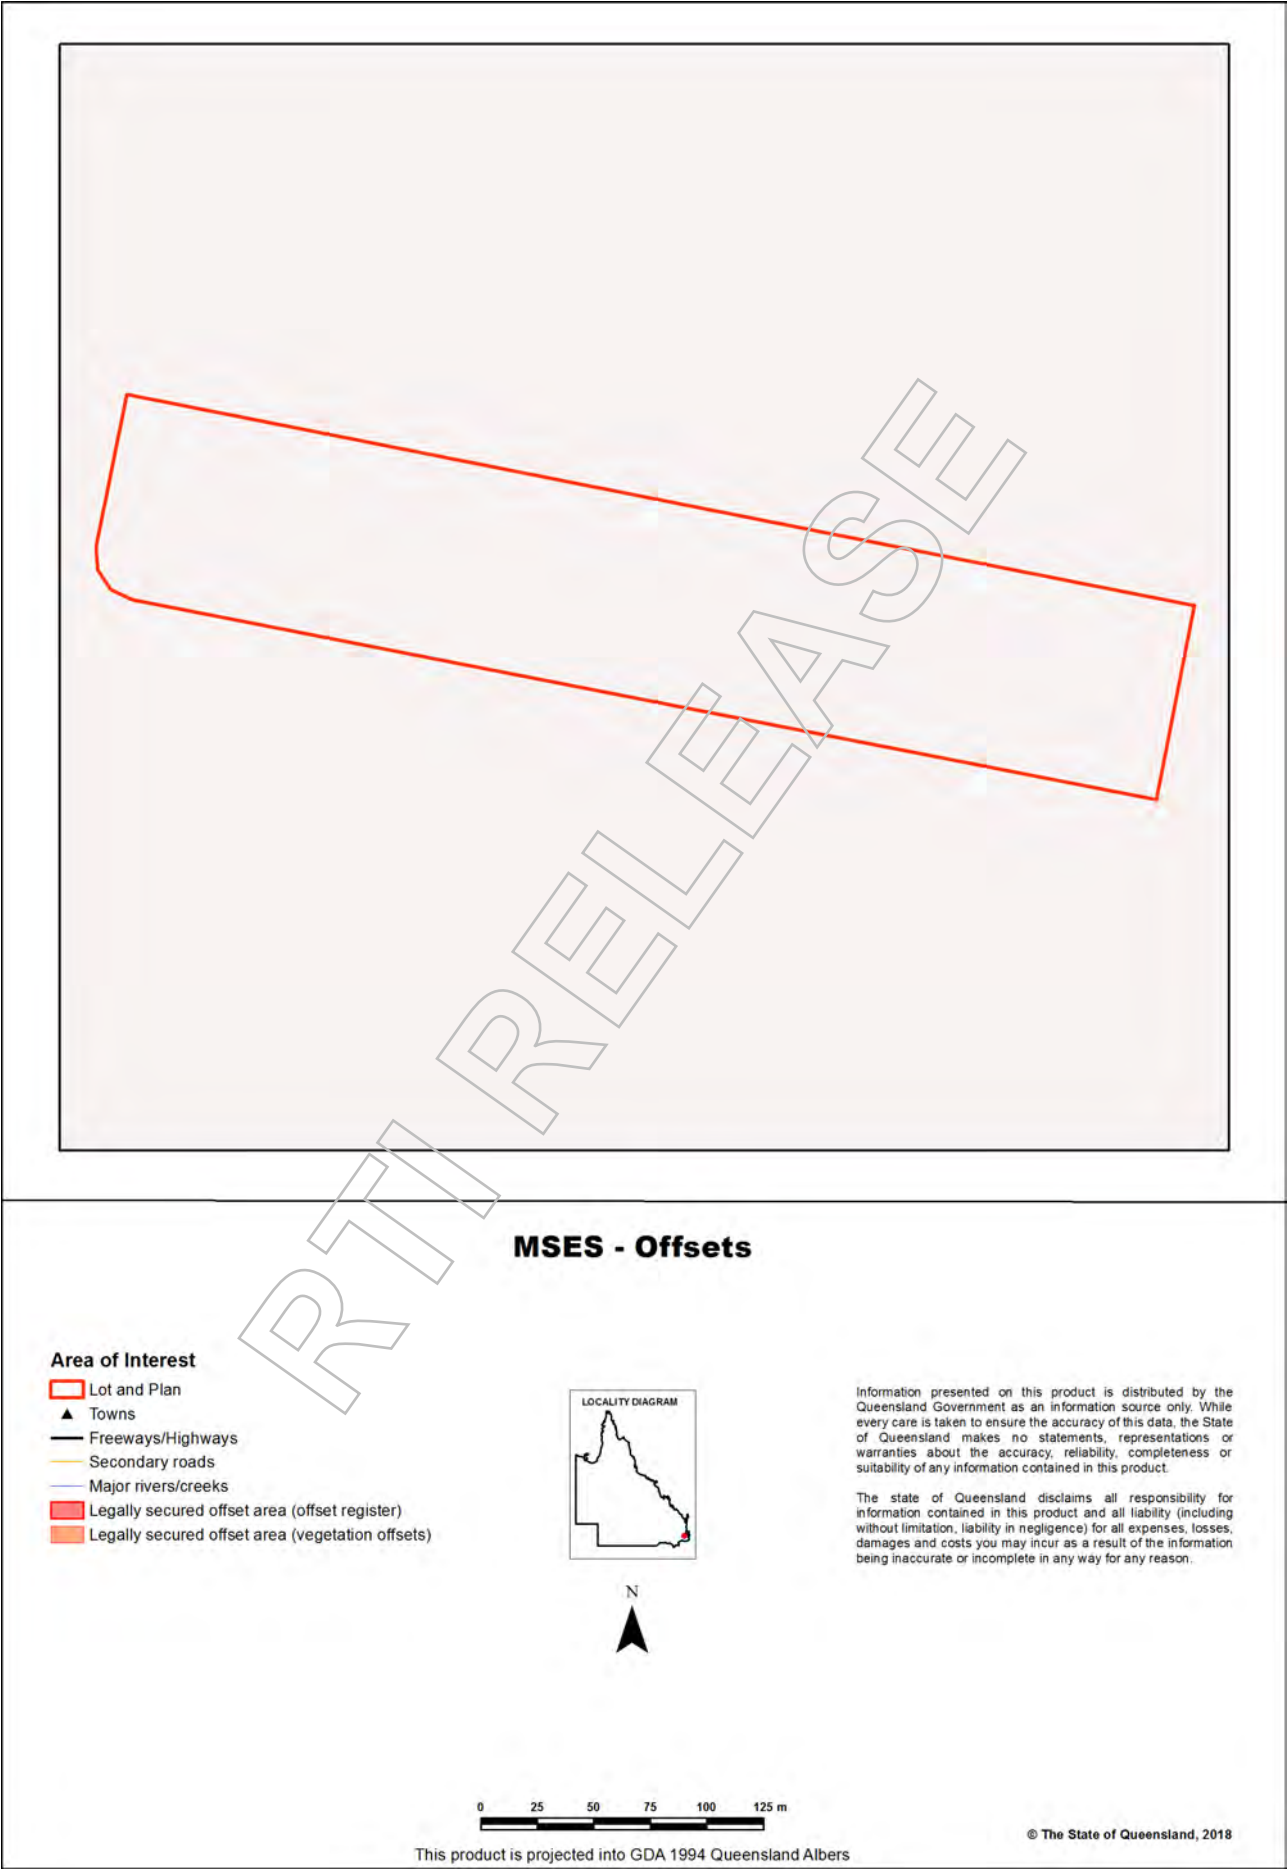 RTI RELEASE
MSES - Offsets
Area of Interest
Lot and Plan
Towns
Freeways/Highways
Secondary roads
Major rivers/creeks
Legally secured offset area (offset register)
Legally secured offset area (vegetation offsets)
LOCALITY DIAGRAM
N
Information presented on this product is distributed by the
Queensland Government as an information source only. While
every care is taken to ensure the accuracy of this data, the State
of Queensland makes no statements, representations or
warranties about the accuracy, reliability, completeness or
suitability of any information contained in this product.
The state of Queensland disclaims all responsibility for
information contained in this product and all liability (including
without limitation, liability in negligence) for all expenses, losses,
damages and costs you may incur as a result of the information
being inaccurate or incomplete in any way for any reason.
0 25 50 75 100 125 m
This product is projected into GDA 1994 Queensland Albers
© The State of Queensland, 2018